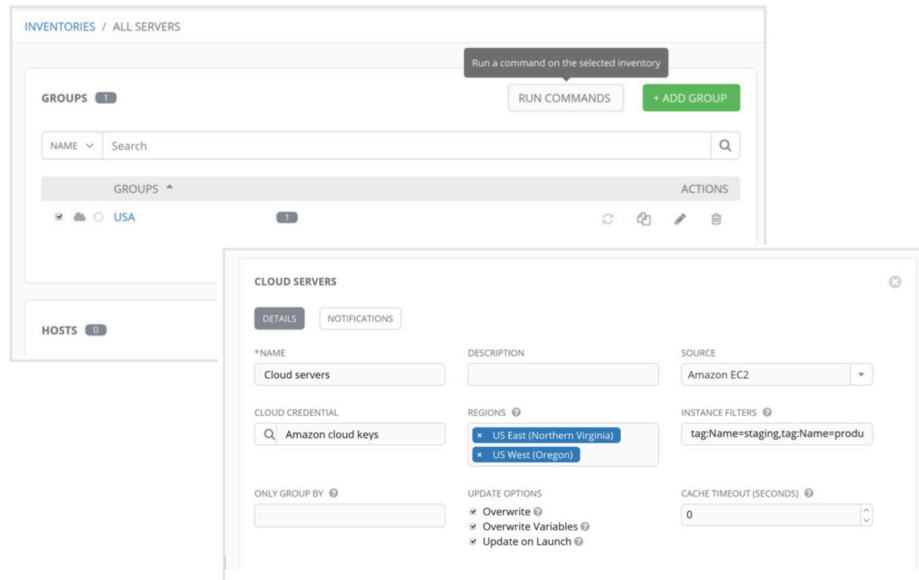 INVENTORIES / ALL SERVERS
Run a command on the selected inventory
GROUPS 1
RUN COMMANDS
+ ADD GROUP
NAME
Search
GROUPS
ACTIONS
USA
1
HOSTS 0
CLOUD SERVERS
DETAILS
NOTIFICATIONS
*NAME
DESCRIPTION
SOURCE
Cloud servers
Amazon EC2
CLOUD CREDENTIAL
REGIONS
INSTANCE FILTERS
Amazon cloud keys
× US East (Northern Virginia)
× US West (Oregon)
tag:Name=staging,tag:Name=produ
ONLY GROUP BY
UPDATE OPTIONS
CACHE TIMEOUT (SECONDS)
Overwrite
Overwrite Variables
Update on Launch
0